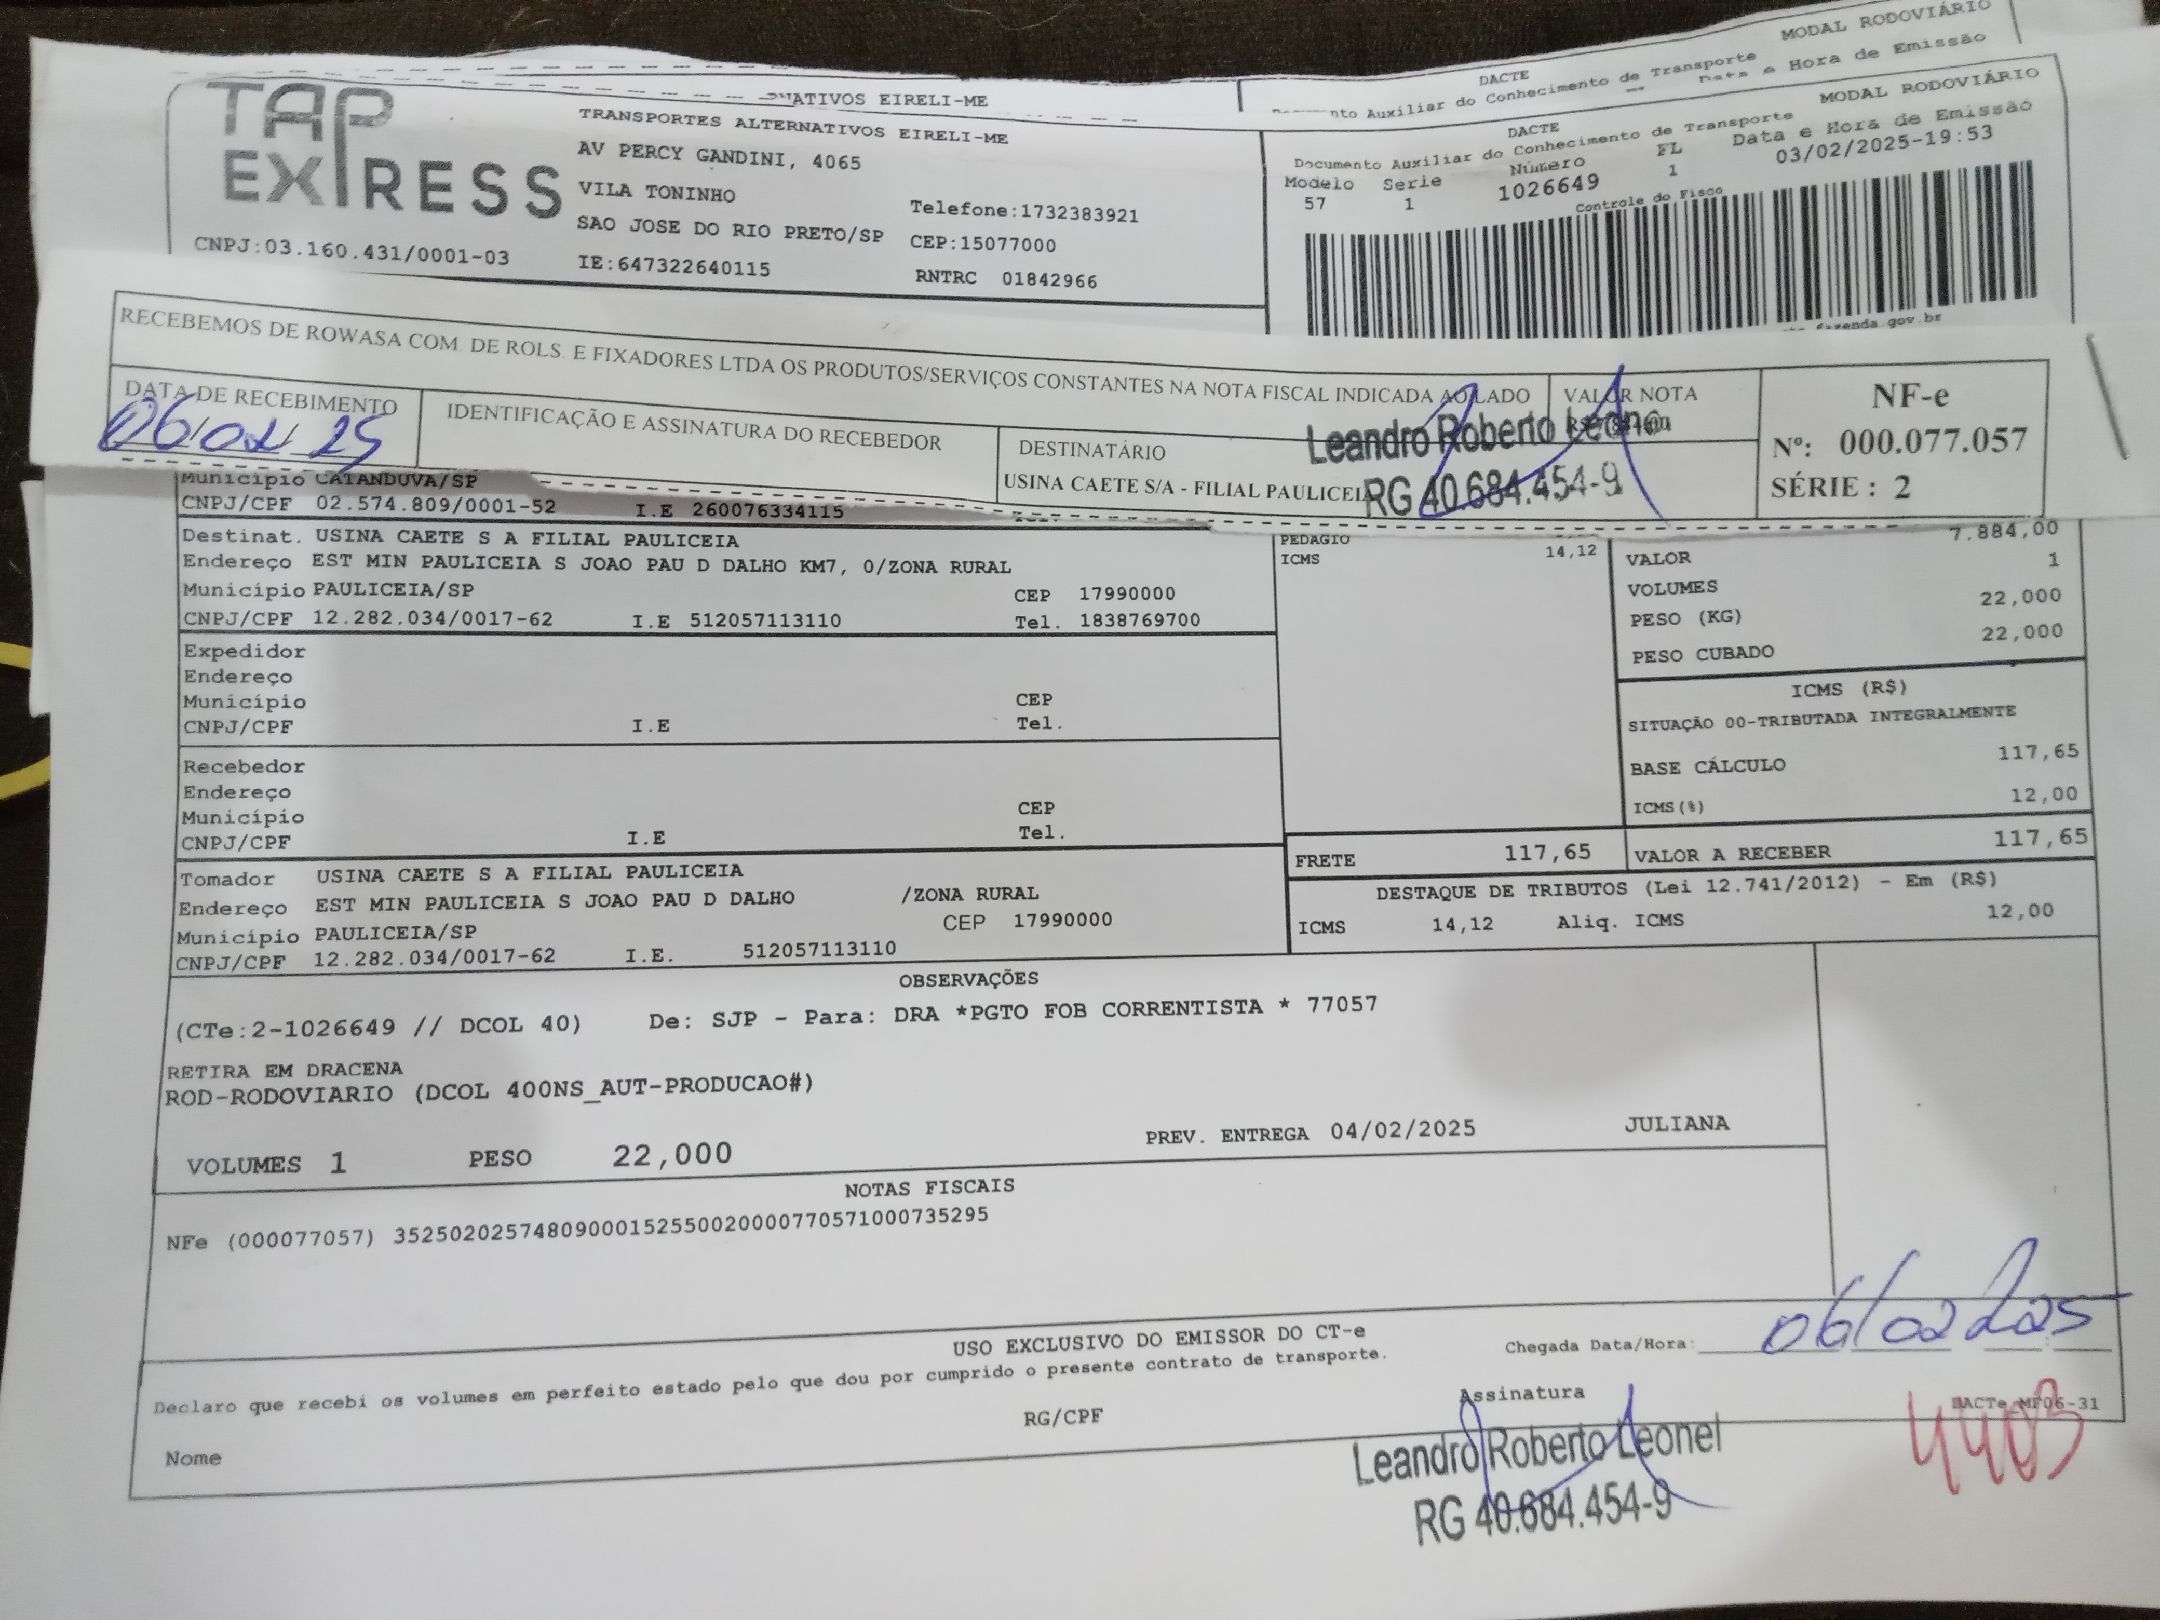 MODAL RODOVIÁRIO
DACTE
Auxiliar do Conhecimento de Transporte
Hora de Emissão
TAP EXPRESS
CNPJ:03.160.431/0001-03
ATIVOS EIRELI-ME
TRANSPORTES ALTERNATIVOS EIRELI-ME
AV PERCY GANDINI, 4065
VILA TONINHO
Telefone:1732383921
SAO JOSE DO RIO PRETO/SP CEP:15077000
IE:647322640115 RNTRC 01842966
MODAL RODOVIÁRIO
DACTE
Documento Auxiliar do Conhecimento de Transporte
Modelo Serie Número FL Data e Hora de Emissão
57 1 1026649 1 03/02/2025-19:53
Controle do Fisco
fazenda.gov.br
RECEBEMOS DE ROWASA COM. DE ROLS. E FIXADORES LTDA OS PRODUTOS/SERVIÇOS CONSTANTES NA NOTA FISCAL INDICADA AO LADO
VALOR NOTA
NF-e
Nº: 000.077.057
SÉRIE : 2
DATA DE RECEBIMENTO
06/02/25
IDENTIFICAÇÃO E ASSINATURA DO RECEBEDOR
DESTINATÁRIO
USINA CAETE S/A - FILIAL PAULICEIA
Leandro Roberto Leonel
RG 40.684.454-9
Município CATANDUVA/SP
CNPJ/CPF 02.574.809/0001-52 I.E 260076334115
Destinat. USINA CAETE S A FILIAL PAULICEIA
Endereço EST MIN PAULICEIA S JOAO PAU D DALHO KM7, 0/ZONA RURAL
Município PAULICEIA/SP CEP 17990000
CNPJ/CPF 12.282.034/0017-62 I.E 512057113110 Tel. 1838769700
PEDAGIO
ICMS 14,12
7.884,00
VALOR 1
VOLUMES 22,000
PESO (KG) 22,000
PESO CUBADO
Expedidor
Endereço
Município CEP
CNPJ/CPF I.E Tel.
ICMS (R$)
SITUAÇÃO 00-TRIBUTADA INTEGRALMENTE
BASE CÁLCULO 117,65
ICMS(%) 12,00
Recebedor
Endereço
Município CEP
CNPJ/CPF I.E Tel.
FRETE 117,65 VALOR A RECEBER 117,65
Tomador USINA CAETE S A FILIAL PAULICEIA
Endereço EST MIN PAULICEIA S JOAO PAU D DALHO /ZONA RURAL
Município PAULICEIA/SP CEP 17990000
CNPJ/CPF 12.282.034/0017-62 I.E. 512057113110
DESTAQUE DE TRIBUTOS (Lei 12.741/2012) - Em (R$)
ICMS 14,12 Aliq. ICMS 12,00
OBSERVAÇÕES
(CTe:2-1026649 // DCOL 40) De: SJP - Para: DRA *PGTO FOB CORRENTISTA * 77057
RETIRA EM DRACENA
ROD-RODOVIARIO (DCOL 400NS_AUT-PRODUCAO#)
VOLUMES 1 PESO 22,000 PREV. ENTREGA 04/02/2025 JULIANA
NOTAS FISCAIS
NFe (000077057) 35250202574809000152550020000770571000735295
USO EXCLUSIVO DO EMISSOR DO CT-e
Declaro que recebi os volumes em perfeito estado pelo que dou por cumprido o presente contrato de transporte.
Chegada Data/Hora: 06/02 2025
Nome RG/CPF Assinatura
DACTe_MF06-31
Leandro Roberto Leonel
RG 40.684.454-9
4403